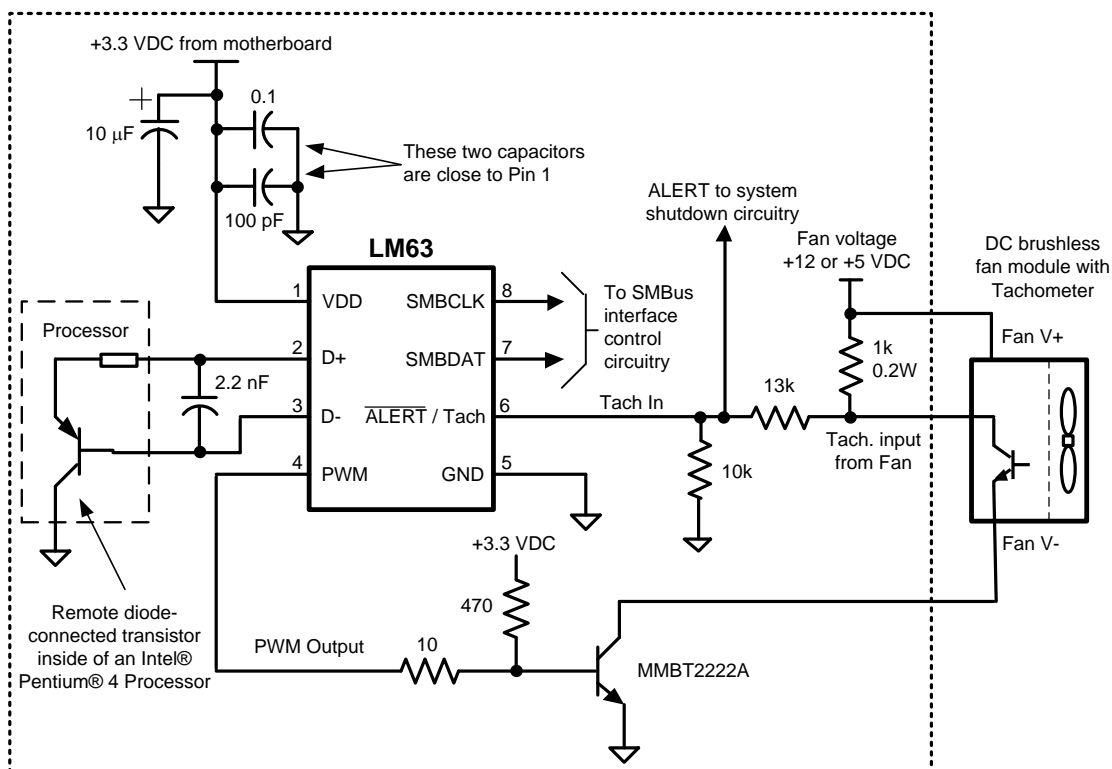 +3.3 VDC from motherboard
0.1
10 μF
These two capacitors
are close to Pin 1
100 pF
ALERT to system
shutdown circuitry
Fan voltage
+12 or +5 VDC
DC brushless
fan module with
Tachometer
LM63
1
VDD
SMBCLK
8
To SMBus
interface
control
circuitry
Processor
2
D+
SMBDAT
7
2.2 nF
Fan V+
1k
0.2W
13k
3
D-
ALERT / Tach
6
Tach In
Tach. input
from Fan
4
PWM
GND
5
10k
Fan V-
+3.3 VDC
470
Remote diode-
connected transistor
inside of an Intel®
Pentium® 4 Processor
PWM Output
10
MMBT2222A